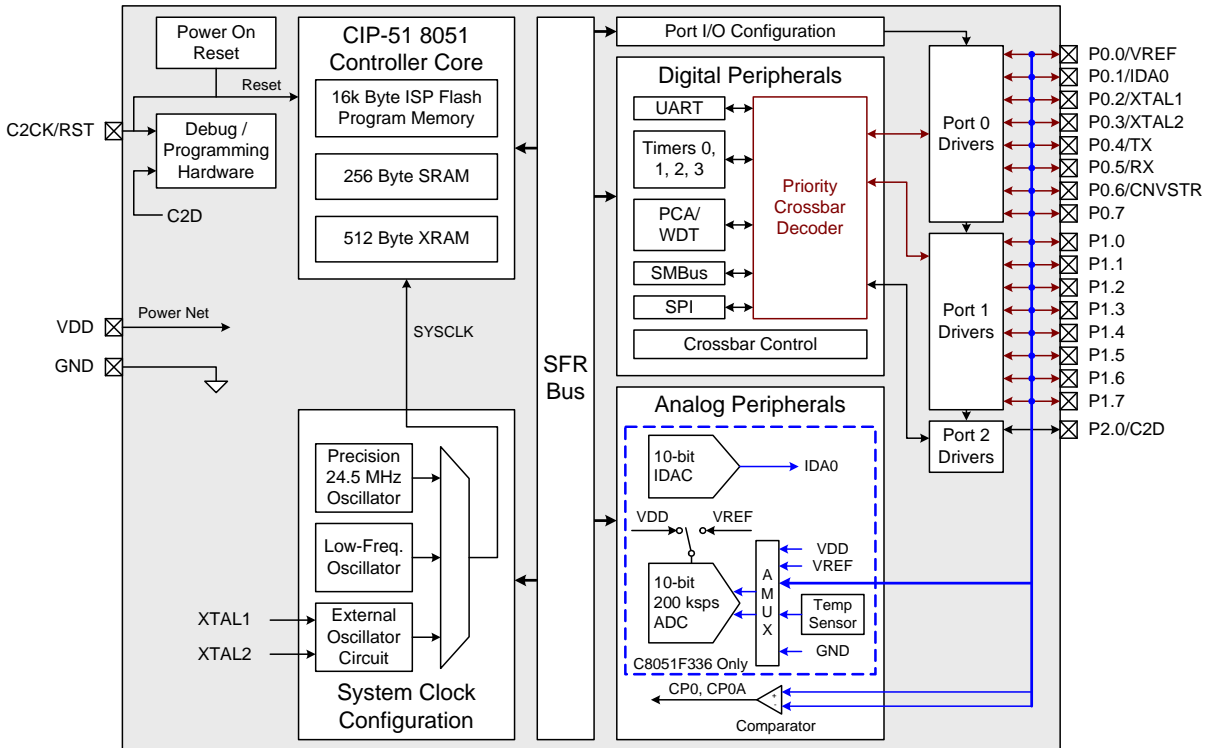 C2CK/RST
VDD
GND
Power On
Reset
Reset
Debug /
Programming
Hardware
C2D
Power Net
CIP-51 8051
Controller Core
16k Byte ISP Flash
Program Memory
256 Byte SRAM
512 Byte XRAM
SYSCLK
Precision
24.5 MHz
Oscillator
Low-Freq.
Oscillator
XTAL1
XTAL2
External
Oscillator
Circuit
System Clock
Configuration
SFR
Bus
Port I/O Configuration
Digital Peripherals
UART
Timers 0,
1, 2, 3
PCA/
WDT
SMBus
SPI
Priority
Crossbar
Decoder
Crossbar Control
Analog Peripherals
10-bit
IDAC
IDA0
VDD
VREF
10-bit
200 ksps
ADC
A
M
U
X
VDD
VREF
Temp
Sensor
GND
C8051F336 Only
CP0, CP0A
+
-
Comparator
Port 0
Drivers
Port 1
Drivers
Port 2
Drivers
P0.0/VREF
P0.1/IDA0
P0.2/XTAL1
P0.3/XTAL2
P0.4/TX
P0.5/RX
P0.6/CNVSTR
P0.7
P1.0
P1.1
P1.2
P1.3
P1.4
P1.5
P1.6
P1.7
P2.0/C2D